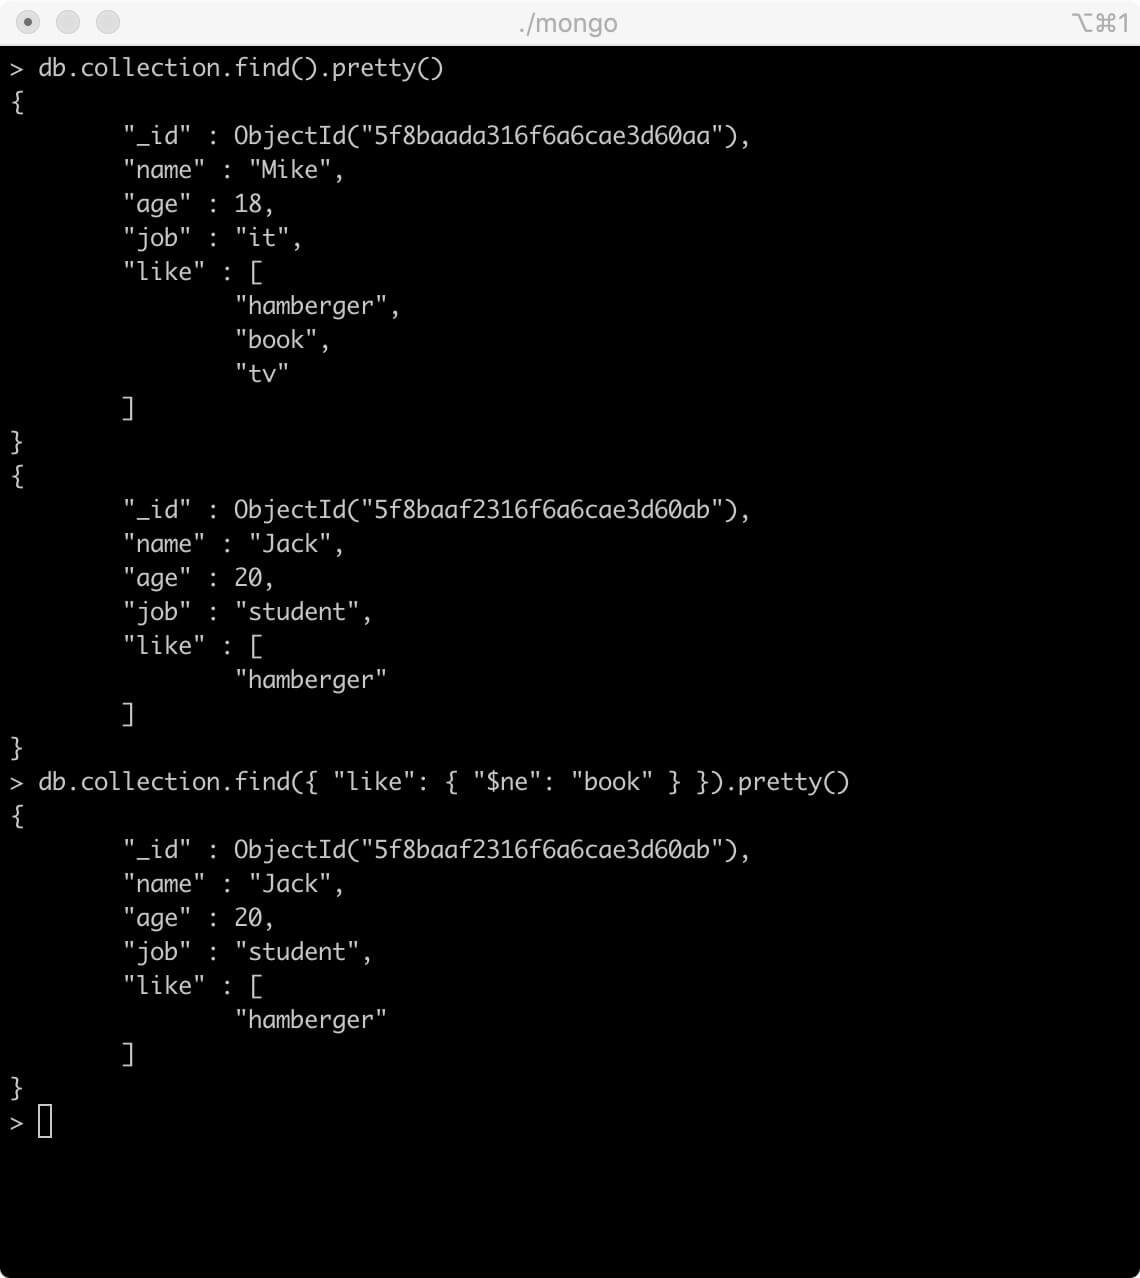 ./mongo
⌥⌘1
> db.collection.find().pretty()
{
        "_id" : ObjectId("5f8baada316f6a6cae3d60aa"),
        "name" : "Mike",
        "age" : 18,
        "job" : "it",
        "like" : [
                "hamberger",
                "book",
                "tv"
        ]
}
{
        "_id" : ObjectId("5f8baaf2316f6a6cae3d60ab"),
        "name" : "Jack",
        "age" : 20,
        "job" : "student",
        "like" : [
                "hamberger"
        ]
}
> db.collection.find({ "like": { "$ne": "book" } }).pretty()
{
        "_id" : ObjectId("5f8baaf2316f6a6cae3d60ab"),
        "name" : "Jack",
        "age" : 20,
        "job" : "student",
        "like" : [
                "hamberger"
        ]
}
>